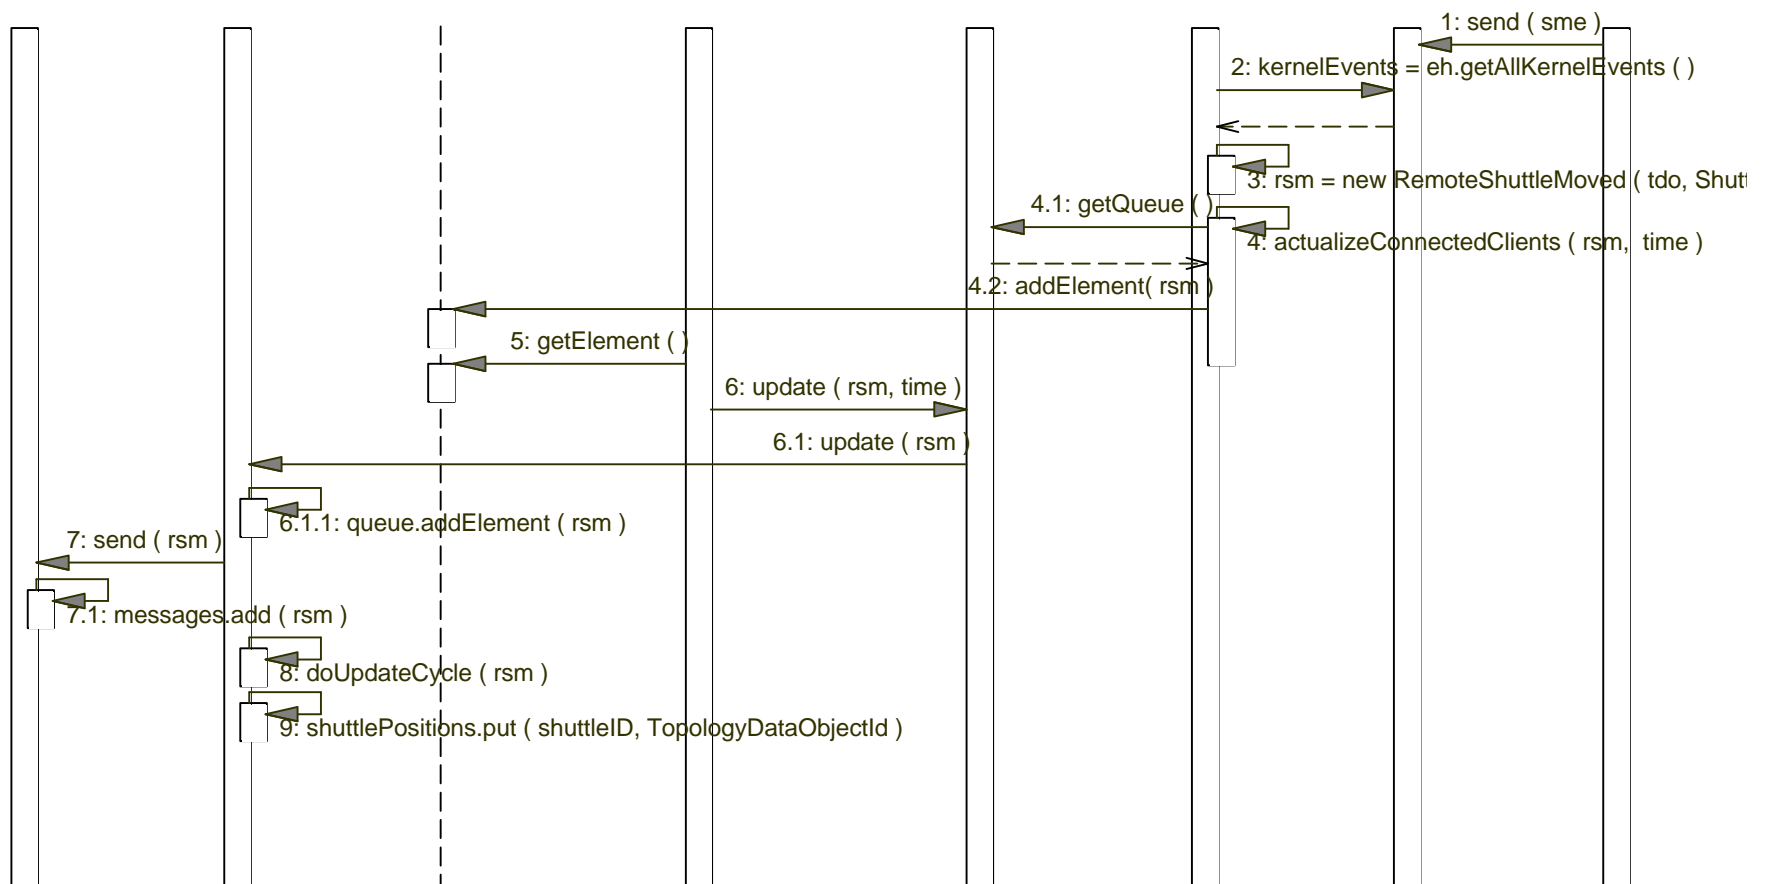 1: send ( sme )
2: kernelEvents = eh.getAllKernelEvents ( )
3: rsm = new RemoteShuttleMoved ( tdo, Shutt
4.1: getQueue ( )
4: actualizeConnectedClients ( rsm, time )
4.2: addElement( rsm )
5: getElement ( )
6: update ( rsm, time )
6.1: update ( rsm )
6.1.1: queue.addElement ( rsm )
7: send ( rsm )
7.1: messages.add ( rsm )
8: doUpdateCycle ( rsm )
9: shuttlePositions.put ( shuttleID, TopologyDataObjectId )